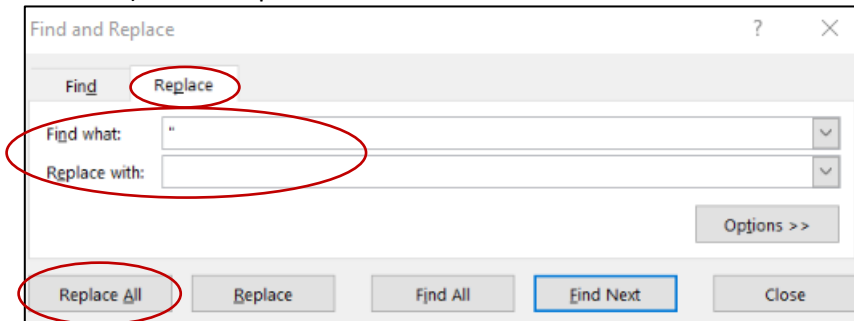 Find and Replace ?
Find Replace
Find what: “
Replace with:
Options >>
Replace All Replace Find All Find Next Close